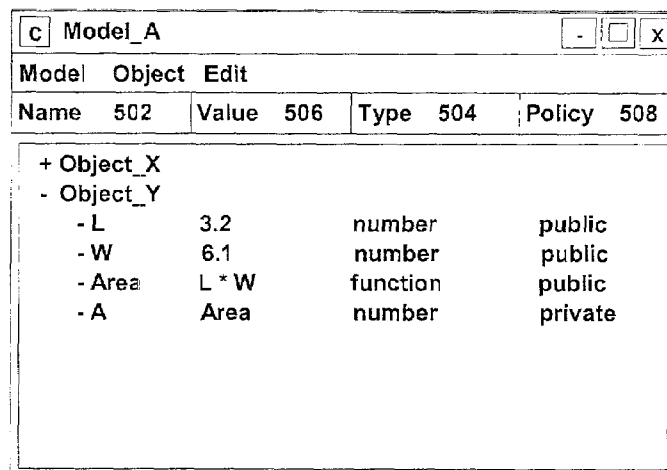 C Model_A - X
Model Object Edit
Name 502 Value 506 Type 504 Policy 508
+ Object_X
- Object_Y
- L 3.2 number public
- W 6.1 number public
- Area L * W function public
- A Area number private